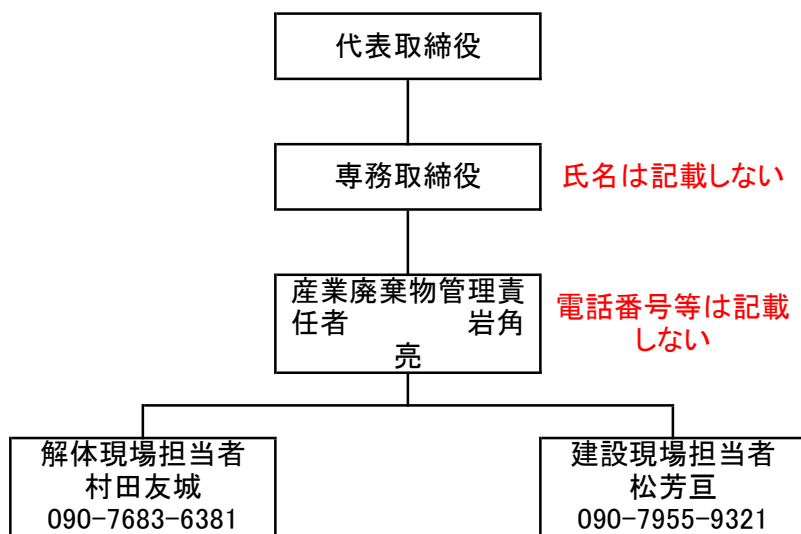 代表取締役
専務取締役
氏名は記載しない
産業廃棄物管理責
任者 岩角
亮
電話番号等は記載
しない
解体現場担当者
村田友城
090-7683-6381
建設現場担当者
松芳亘
090-7955-9321